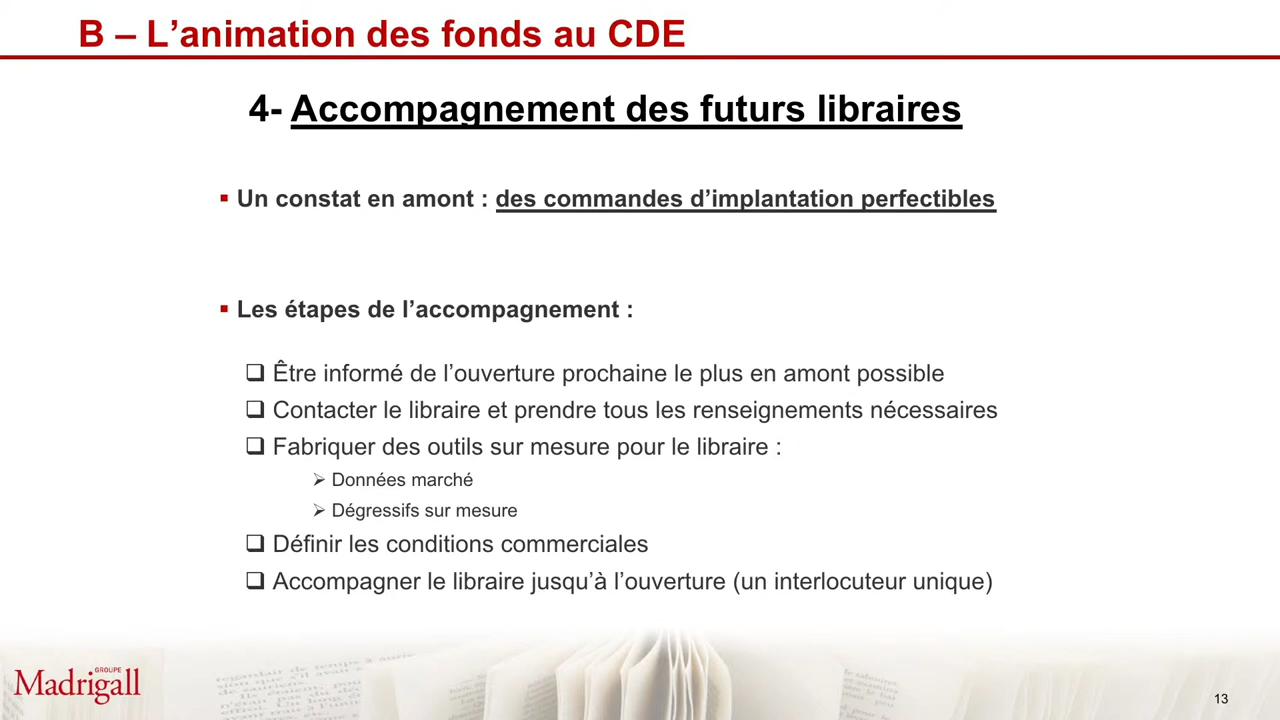 B – L’animation des fonds au CDE
4- Accompagnement des futurs libraires
▪ Un constat en amont : des commandes d’implantation perfectibles
▪ Les étapes de l’accompagnement :
❑ Être informé de l’ouverture prochaine le plus en amont possible
❑ Contacter le libraire et prendre tous les renseignements nécessaires
❑ Fabriquer des outils sur mesure pour le libraire :
➢ Données marché
➢ Dégressifs sur mesure
❑ Définir les conditions commerciales
❑ Accompagner le libraire jusqu’à l’ouverture (un interlocuteur unique)
GROUPE
Madrigall
13